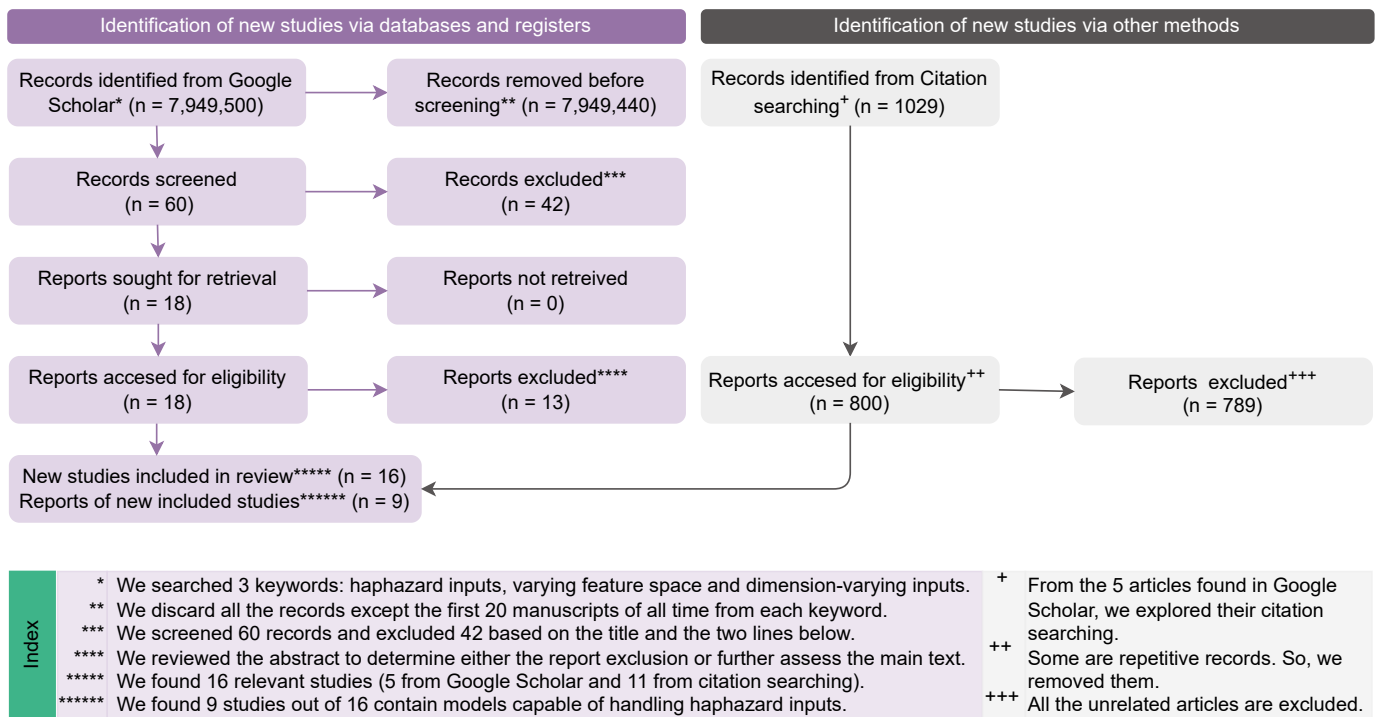 Identification of new studies via databases and registers
Identification of new studies via other methods
Records identified from Google
Scholar* (n = 7,949,500)
Records removed before
screening** (n = 7,949,440)
Records identified from Citation
searching+ (n = 1029)
Records screened
(n = 60)
Records excluded***
(n = 42)
Reports sought for retrieval
(n = 18)
Reports not retreived
(n = 0)
Reports accesed for eligibility
(n = 18)
Reports excluded****
(n = 13)
Reports accesed for eligibility++
(n = 800)
Reports excluded+++
(n = 789)
New studies included in review***** (n = 16)
Reports of new included studies****** (n = 9)
Index
* We searched 3 keywords: haphazard inputs, varying feature space and dimension-varying inputs.
** We discard all the records except the first 20 manuscripts of all time from each keyword.
*** We screened 60 records and excluded 42 based on the title and the two lines below.
**** We reviewed the abstract to determine either the report exclusion or further assess the main text.
***** We found 16 relevant studies (5 from Google Scholar and 11 from citation searching).
****** We found 9 studies out of 16 contain models capable of handling haphazard inputs.
+ From the 5 articles found in Google
Scholar, we explored their citation
searching.
++ Some are repetitive records. So, we
removed them.
+++ All the unrelated articles are excluded.